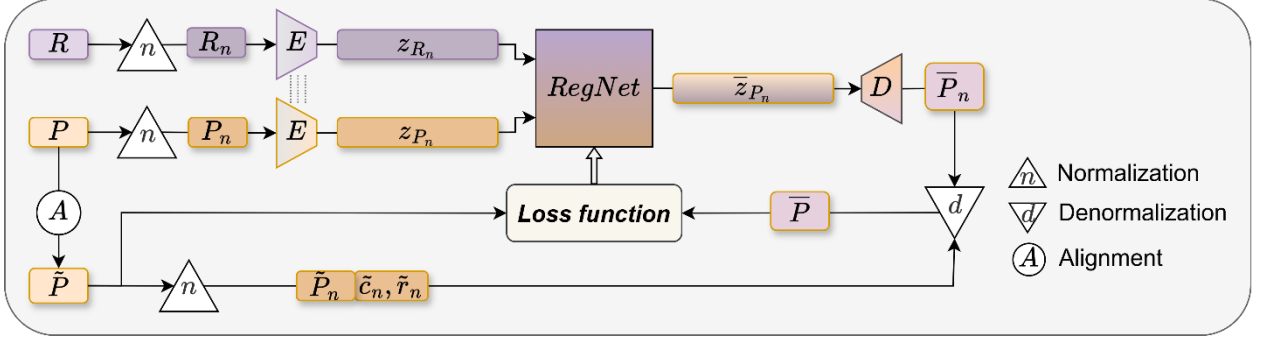 R n R_n E z_{R_n}
RegNet
z̅_{P_n} D P̅_n
P n P_n E z_{P_n}
A
Loss function
P̅
d
P̃ n P̃_n c̃_n, r̃_n
n Normalization
d Denormalization
A Alignment